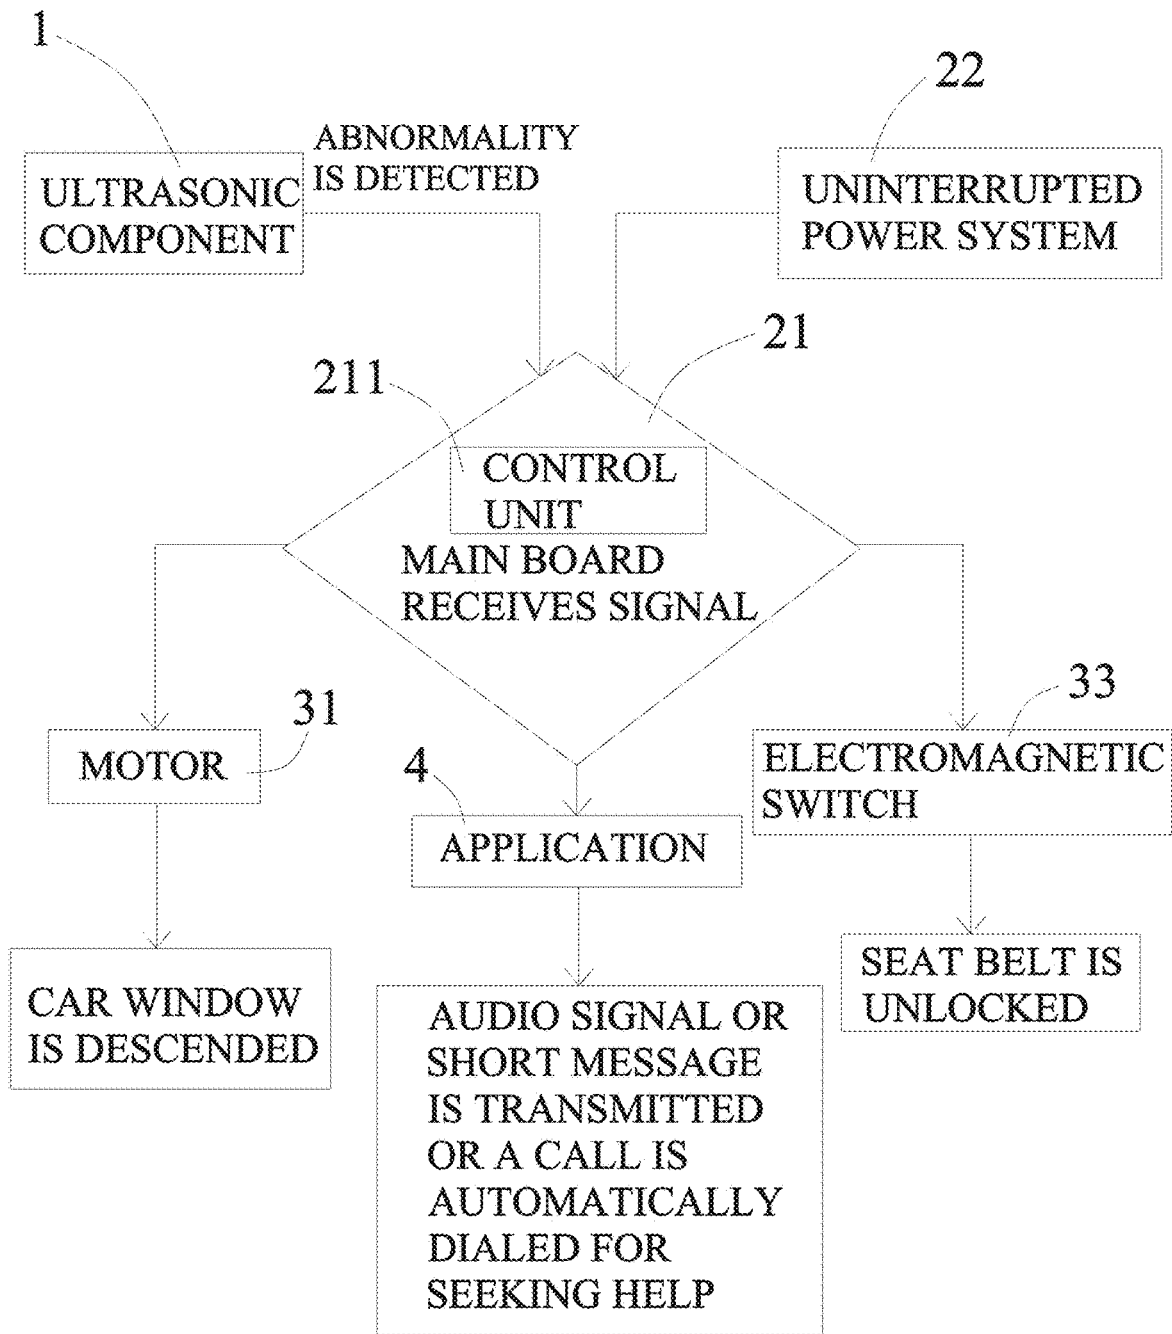 1
22
ABNORMALITY
IS DETECTED
ULTRASONIC
COMPONENT
UNINTERRUPTED
POWER SYSTEM
21
211
CONTROL
UNIT
MAIN BOARD
RECEIVES SIGNAL
31
33
MOTOR
4
ELECTROMAGNETIC
SWITCH
APPLICATION
CAR WINDOW
IS DESCENDED
SEAT BELT IS
UNLOCKED
AUDIO SIGNAL OR
SHORT MESSAGE
IS TRANSMITTED
OR A CALL IS
AUTOMATICALLY
DIALED FOR
SEEKING HELP